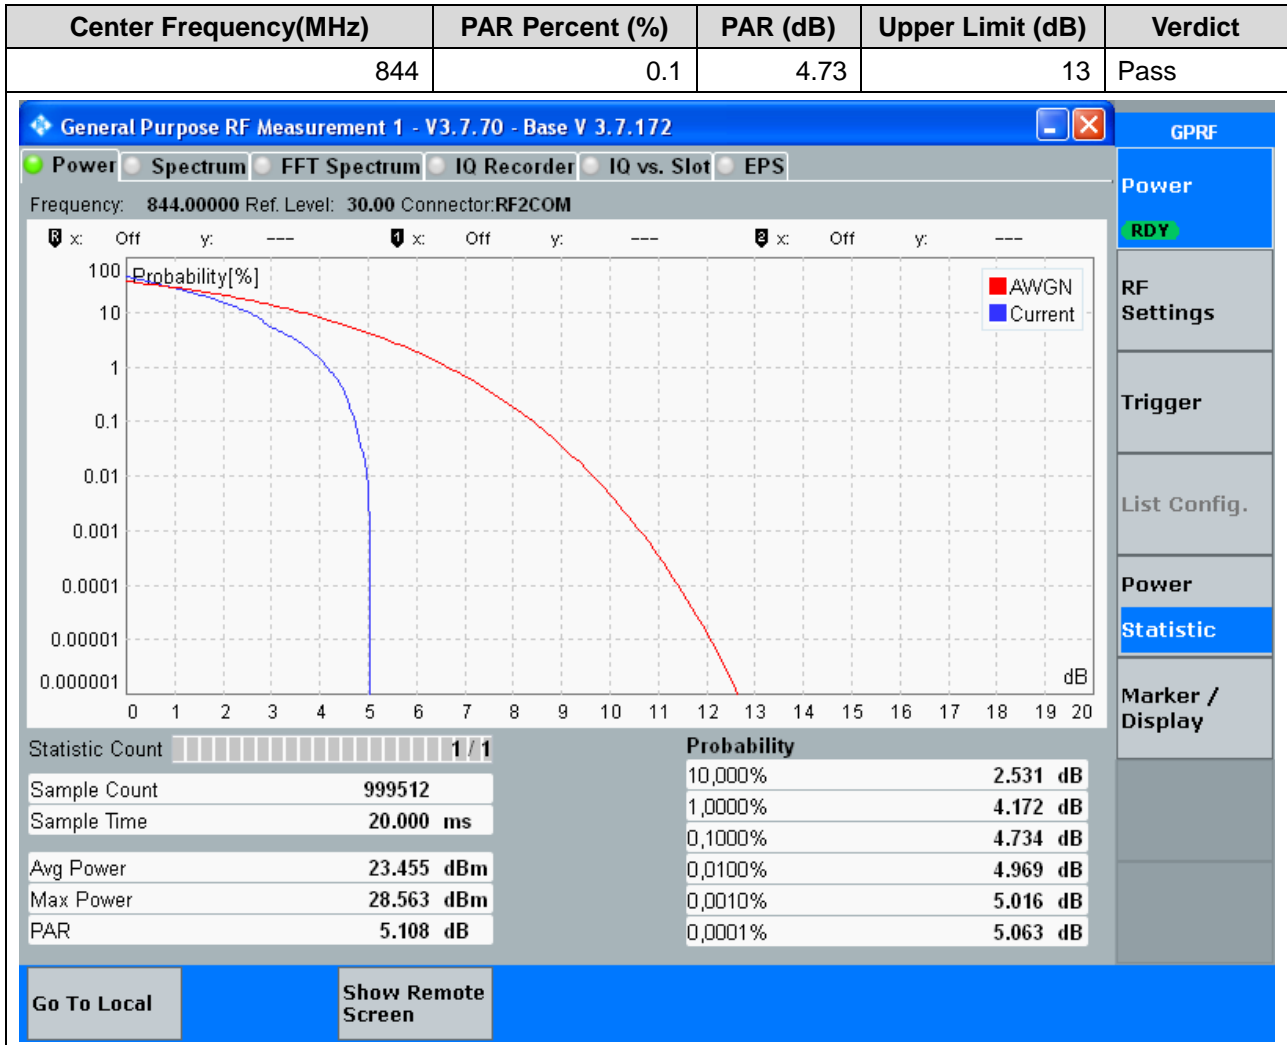 Center Frequency(MHz) PAR Percent (%) PAR (dB) Upper Limit (dB) Verdict
844 0.1 4.73 13 Pass
General Purpose RF Measurement 1 - V3.7.70 - Base V 3.7.172
GPRF
Power Spectrum FFT Spectrum IQ Recorder IQ vs. Slot EPS
Power
RDY
Frequency: 844.00000 Ref. Level: 30.00 Connector:RF2COM
R x: Off y: --- 1 x: Off y: --- 2 x: Off y: ---
Probability[%]
AWGN
Current
100
10
1
0.1
0.01
0.001
0.0001
0.00001
0.000001
dB
0 1 2 3 4 5 6 7 8 9 10 11 12 13 14 15 16 17 18 19 20
RF
Settings
Trigger
List Config.
Power
Statistic
Marker /
Display
Statistic Count 1 / 1
Sample Count 999512
Sample Time 20.000 ms
Avg Power 23.455 dBm
Max Power 28.563 dBm
PAR 5.108 dB
Probability
10,000% 2.531 dB
1,0000% 4.172 dB
0,1000% 4.734 dB
0,0100% 4.969 dB
0,0010% 5.016 dB
0,0001% 5.063 dB
Go To Local
Show Remote
Screen